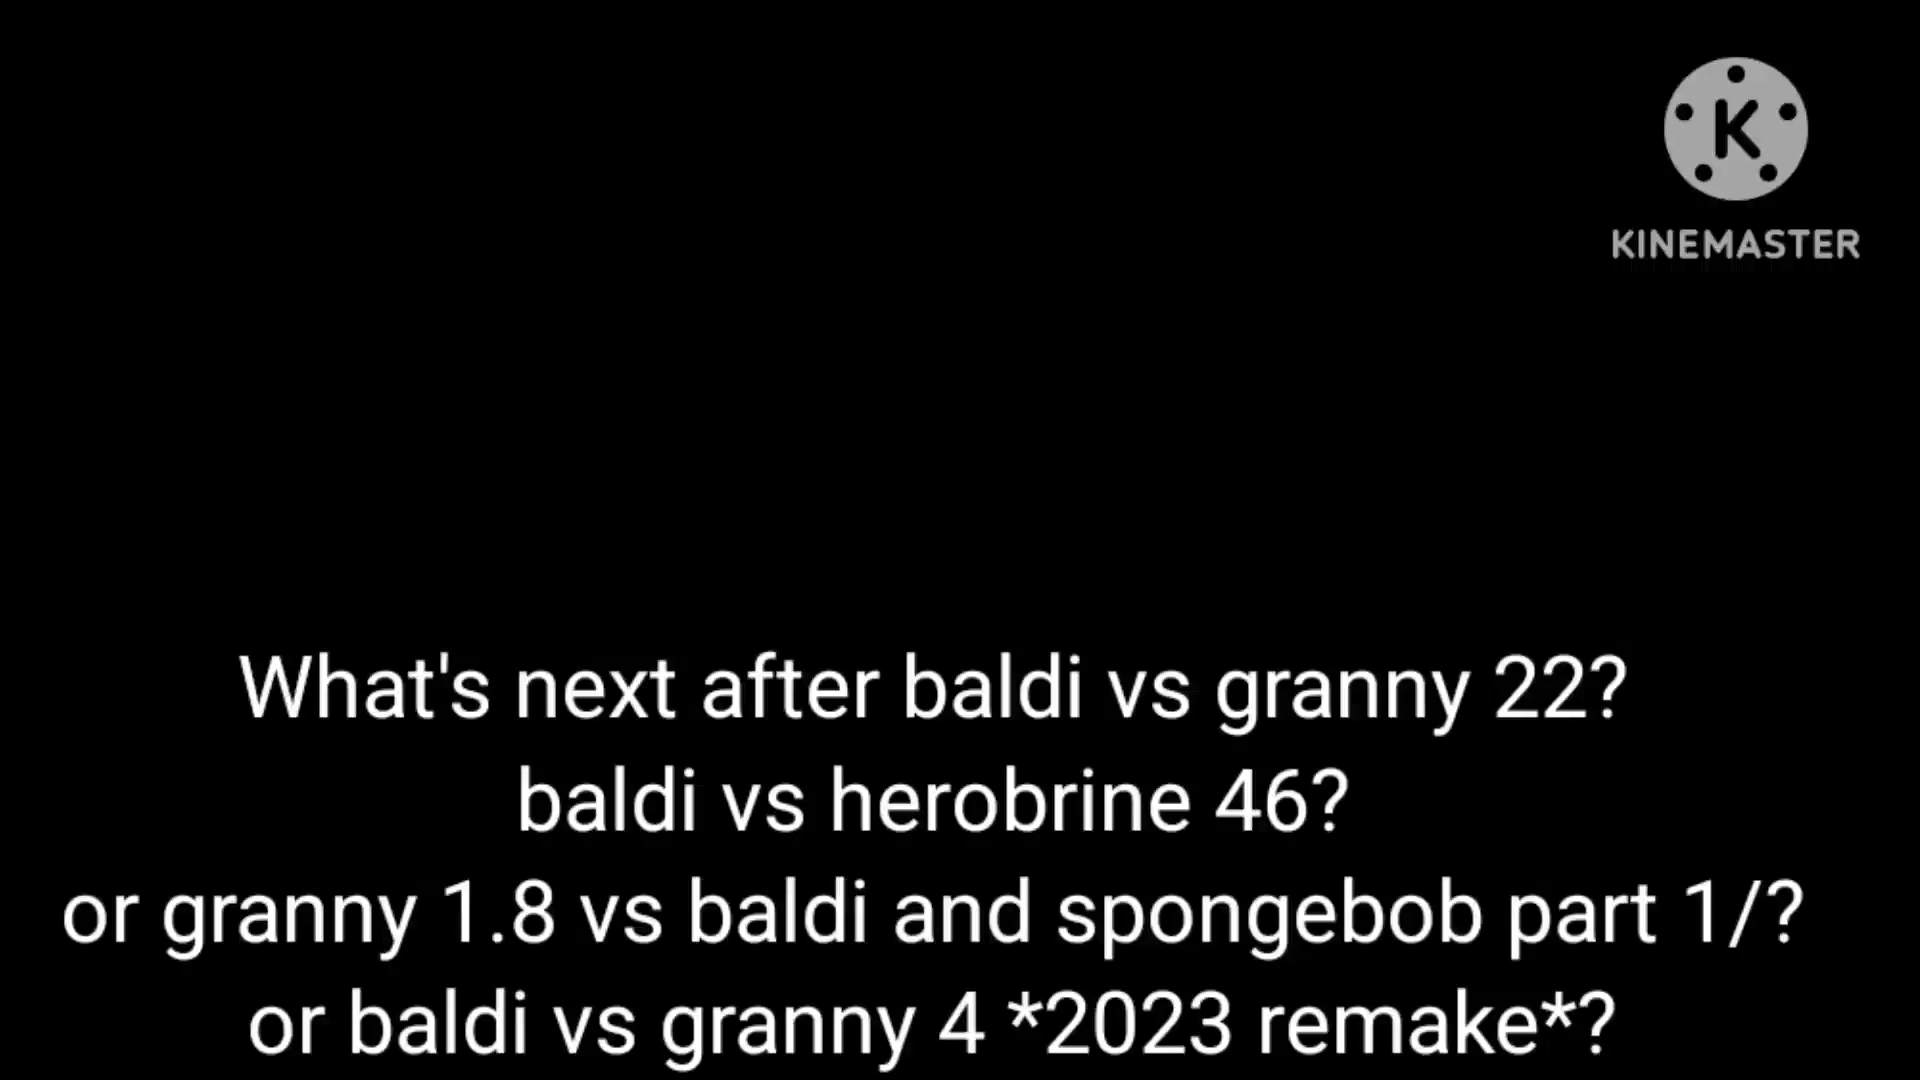 K
KINEMASTER
What's next after baldi vs granny 22?
baldi vs herobrine 46?
or granny 1.8 vs baldi and spongebob part 1/?
or baldi vs granny 4 *2023 remake*?